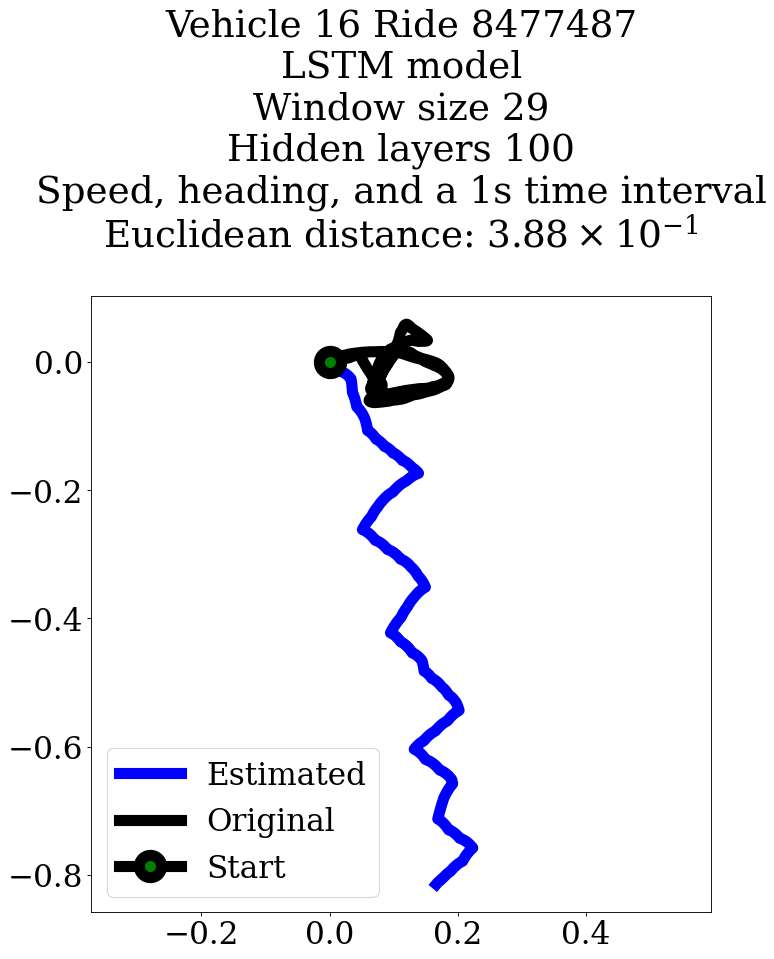 Vehicle 16 Ride 8477487
LSTM model
Window size 29
Hidden layers 100
Speed, heading, and a 1s time interval
Euclidean distance: 3.88 × 10⁻¹
0.0
−0.2
−0.4
−0.6
−0.8
Estimated
Original
Start
−0.2 0.0 0.2 0.4